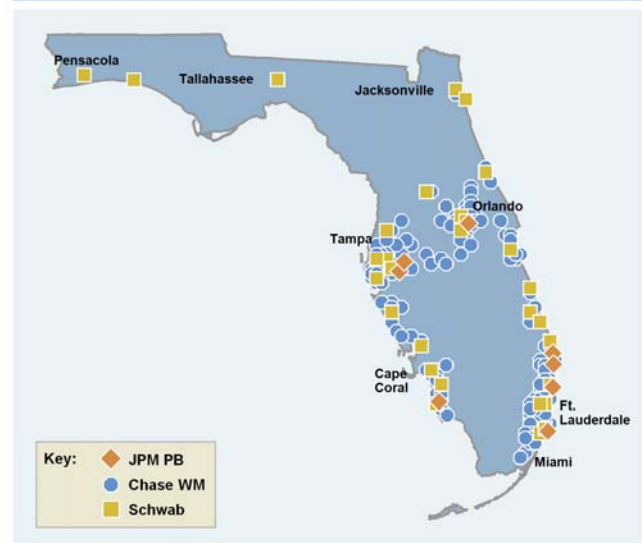 Pensacola
Tallahassee
Jacksonville
Orlando
Tampa
Cape
Coral
Ft.
Lauderdale
Miami
Key:
JPM PB
Chase WM
Schwab